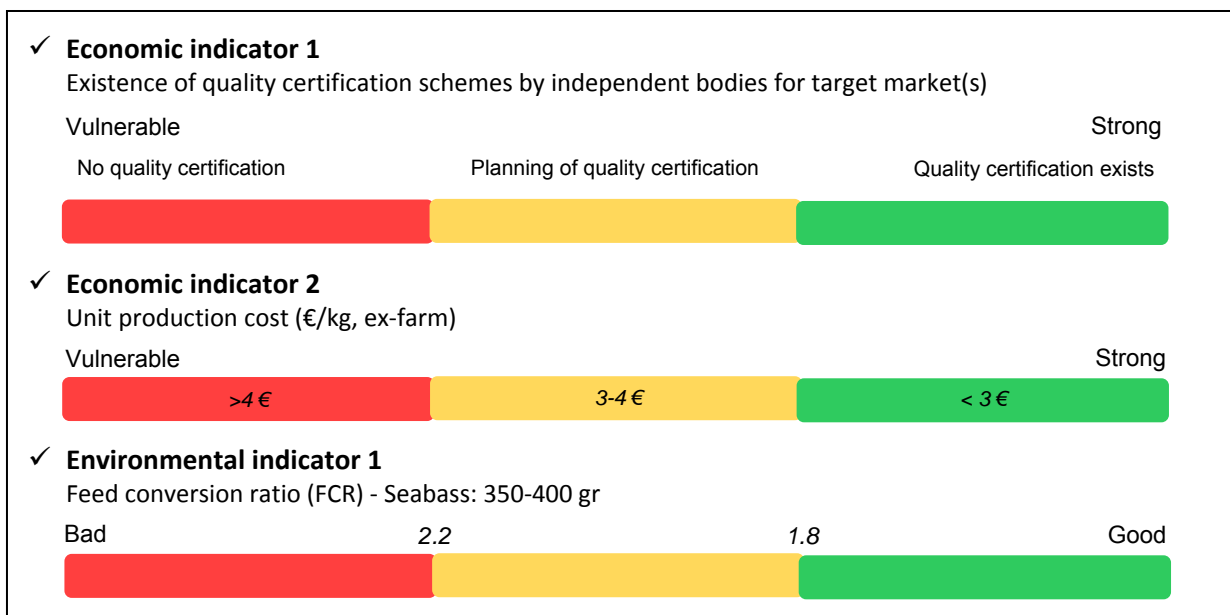 ✓ Economic indicator 1
Existence of quality certification schemes by independent bodies for target market(s)
Vulnerable Strong
No quality certification Planning of quality certification Quality certification exists
✓ Economic indicator 2
Unit production cost (€/kg, ex-farm)
Vulnerable Strong
>4 € 3-4 € < 3 €
✓ Environmental indicator 1
Feed conversion ratio (FCR) - Seabass: 350-400 gr
Bad 2.2 1.8 Good